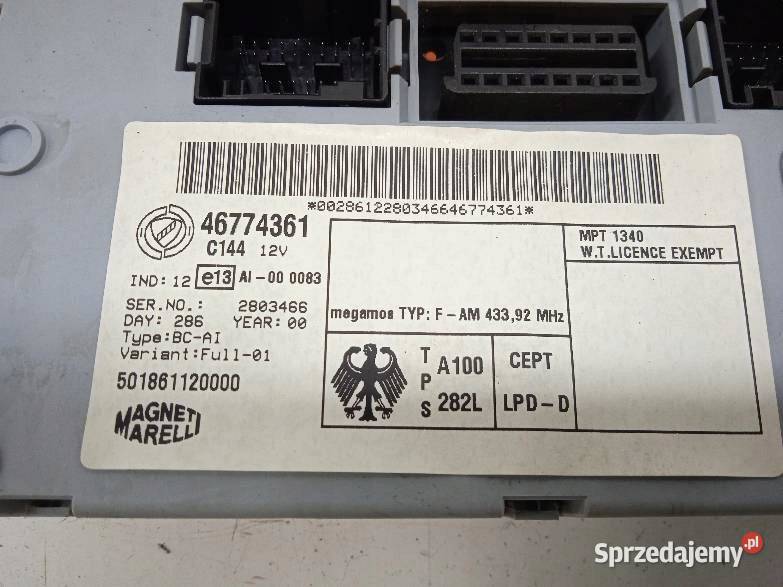 *0028612280346646774361*
46774361
C144 12V
IND: 12 e13 AI-00 0083
SER.NO.: 2803466
DAY: 286 YEAR: 00
Type:BC-AI
Variant:Full-01
501861120000
MAGNETI MARELLI
megamos TYP: F-AM 433,92 MHz
TPS
A100
282L
CEPT
LPD-D
MPT 1340
W.T.LICENCE EXEMPT
Sprzedajemy.pl